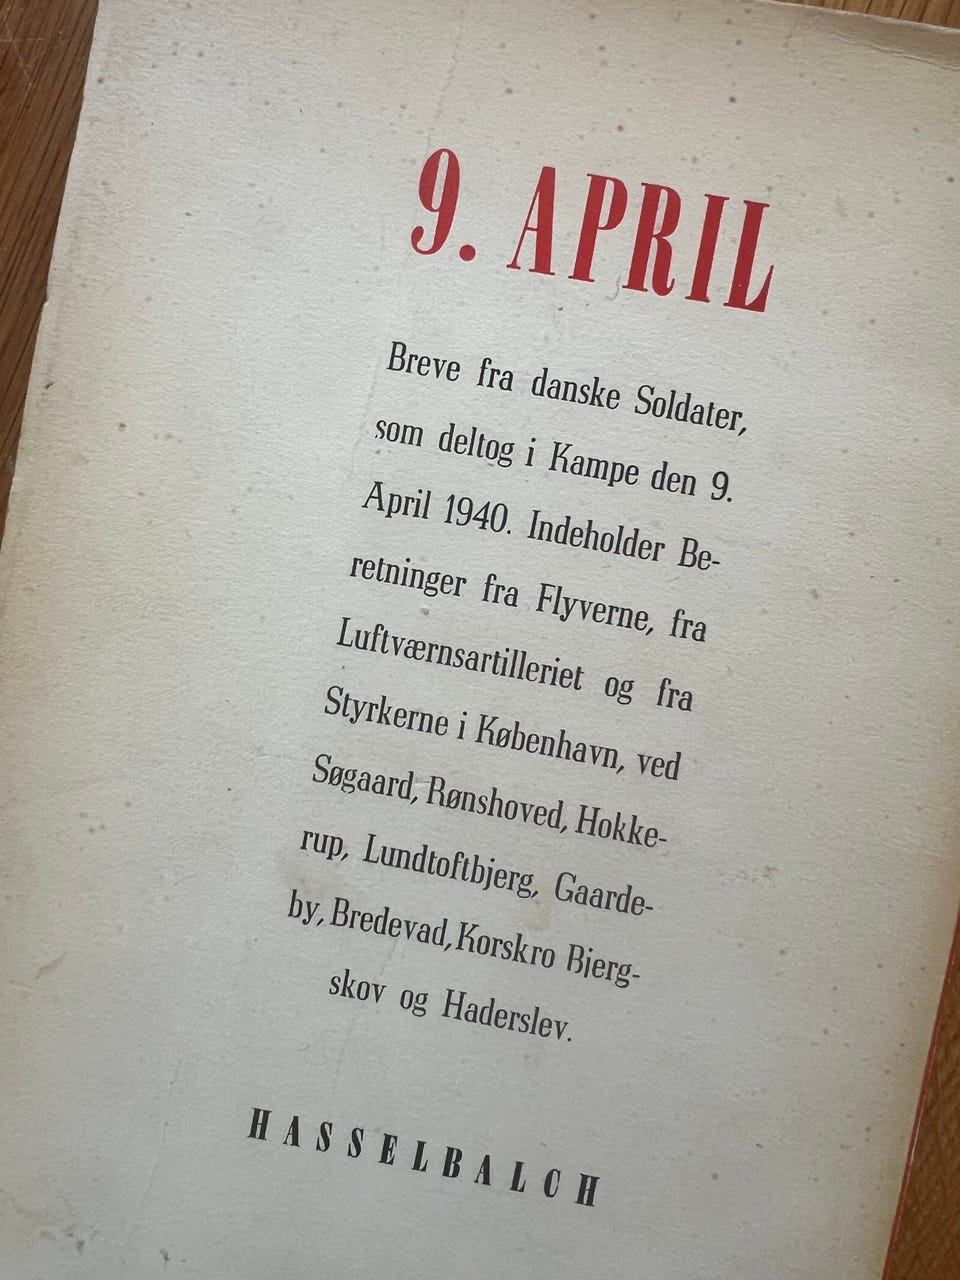 9. APRIL
Breve fra danske Soldater,
som deltog i Kampe den 9.
April 1940. Indeholder Be-
retninger fra Flyverne, fra
Luftværnsartilleriet og fra
Styrkerne i København, ved
Søgaard, Rønshoved, Hokke-
rup, Lundtoftbjerg, Gaarde-
by, Bredevad, Korskro Bjerg-
skov og Haderslev.
HASSELBALCH